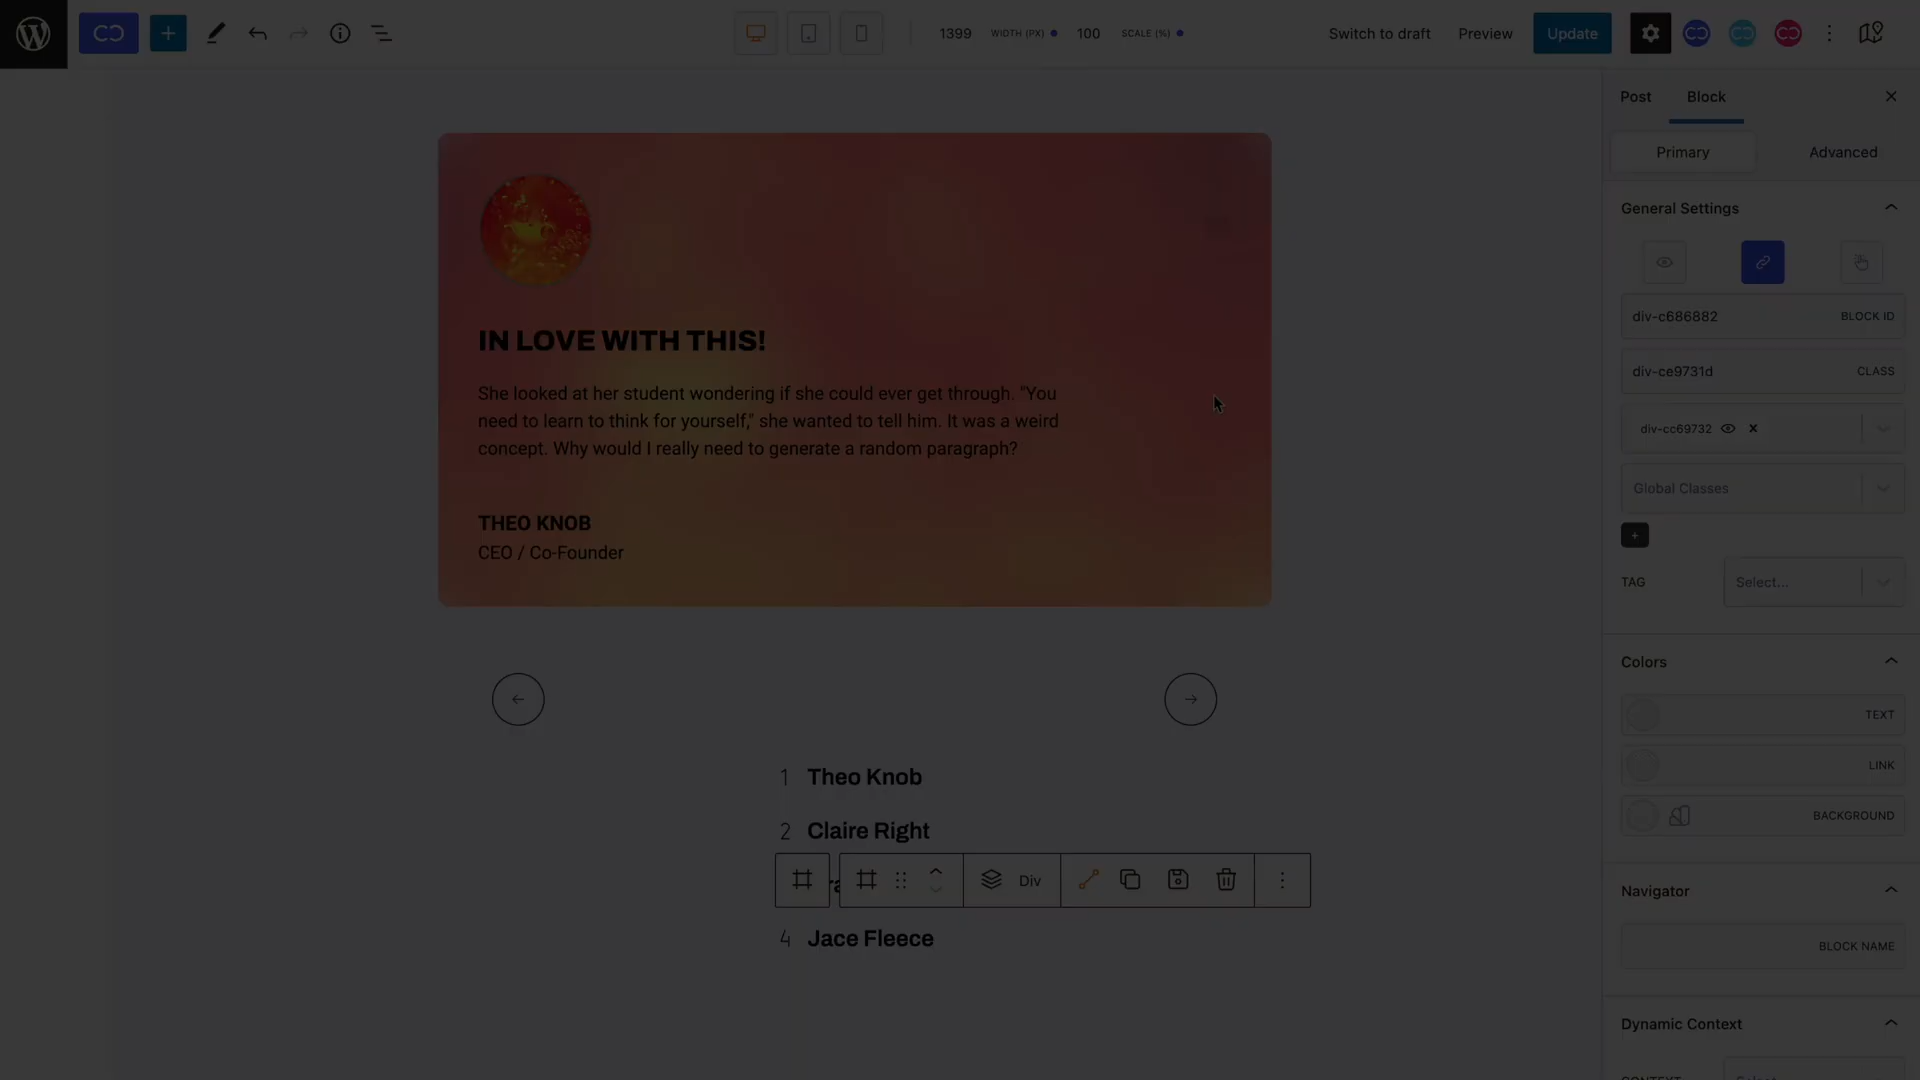 1399 WIDTH (PX) 100 SCALE (%) Switch to draft Preview Update
Post Block
Primary Advanced
General Settings
div-c686882 BLOCK ID
div-ce9731d CLASS
div-cc69732
Global Classes
TAG Select...
Colors
TEXT
LINK
BACKGROUND
Navigator
BLOCK NAME
Dynamic Context
IN LOVE WITH THIS!
She looked at her student wondering if she could ever get through. "You
need to learn to think for yourself," she wanted to tell him. It was a weird
concept. Why would I really need to generate a random paragraph?
THEO KNOB
CEO / Co-Founder
1 Theo Knob
2 Claire Right
Div
4 Jace Fleece